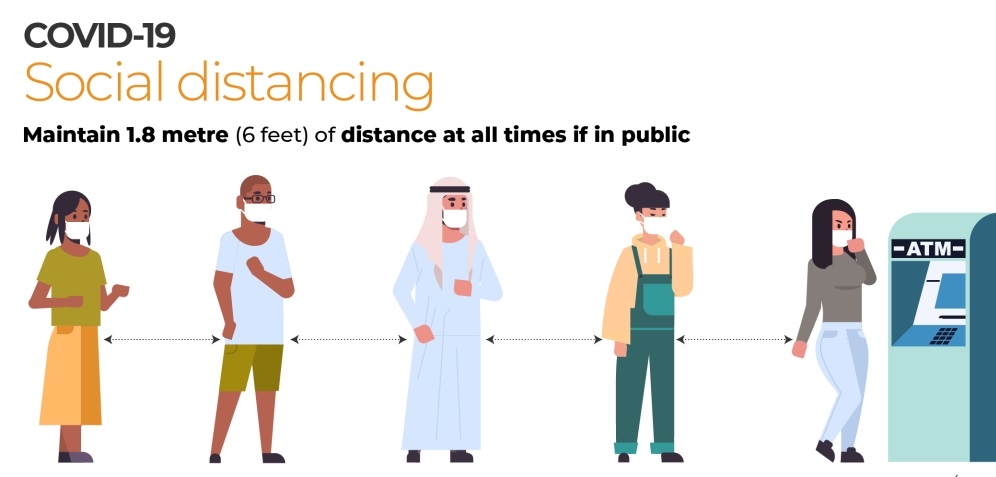 COVID-19
Social distancing
Maintain 1.8 metre (6 feet) of distance at all times if in public
-ATM-